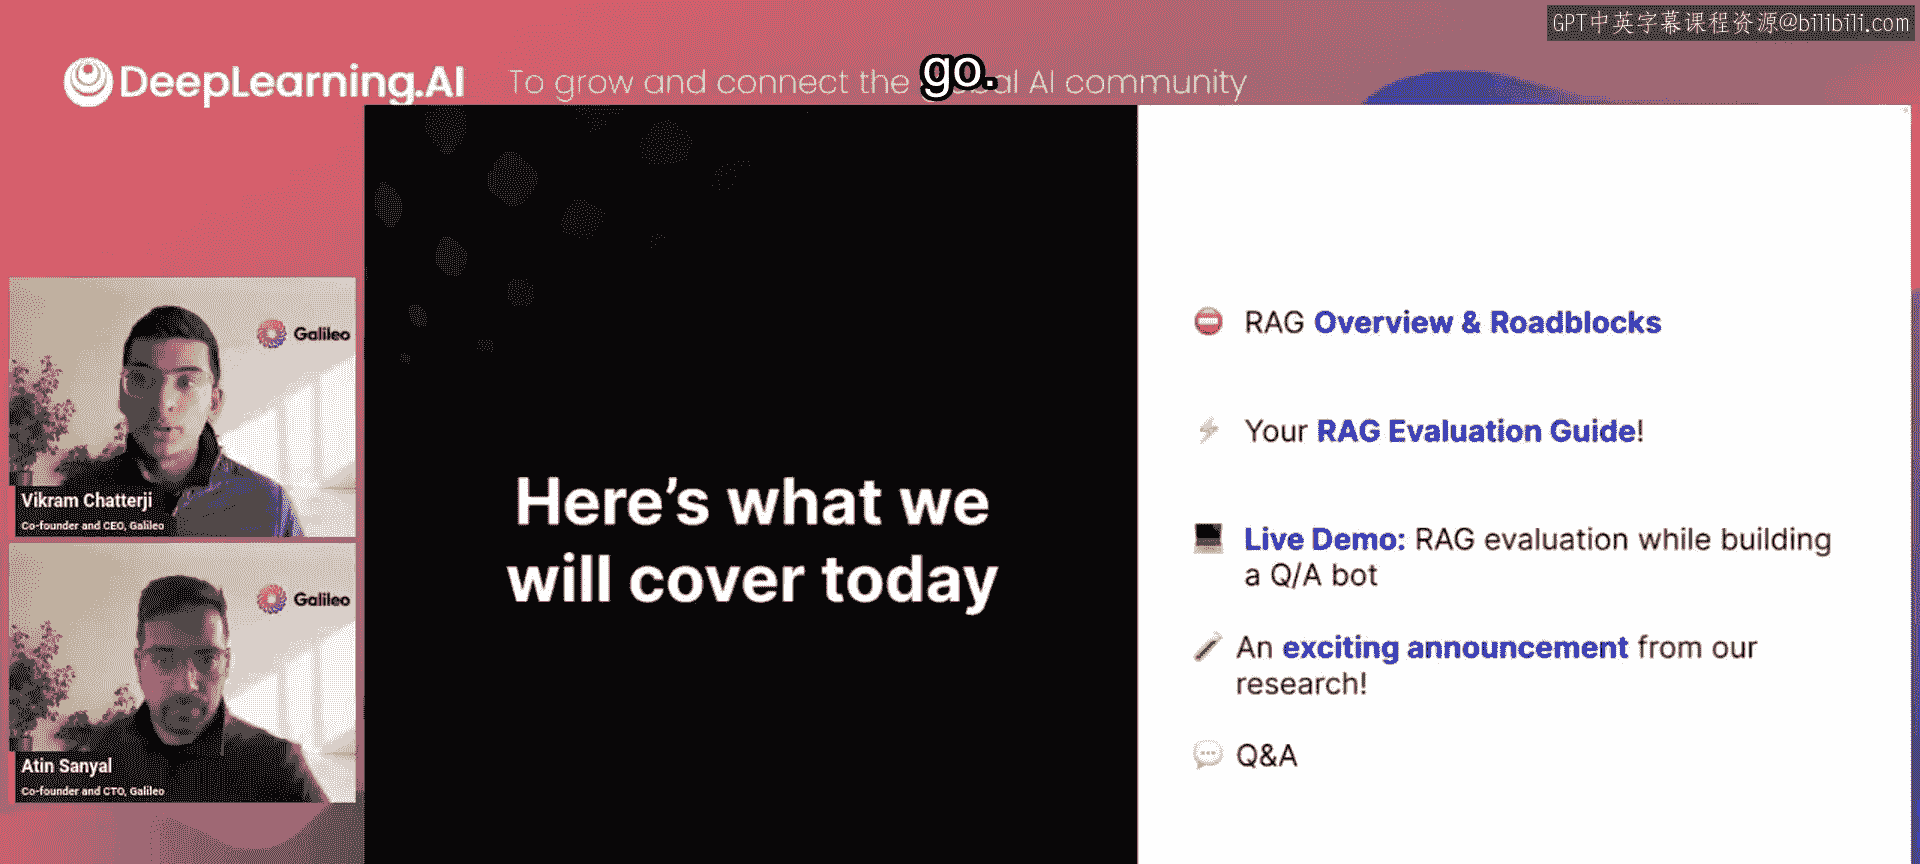 GPT中英字幕课程资源@bilibili.com
DeepLearning.AI
To grow and connect the global AI community
go.
Galileo
Vikram Chatterji
Co-founder and CEO, Galileo
Galileo
Atin Sanyal
Co-founder and CTO, Galileo
Here’s what we
will cover today
RAG Overview & Roadblocks
Your RAG Evaluation Guide!
Live Demo: RAG evaluation while building
a Q/A bot
An exciting announcement from our
research!
Q&A